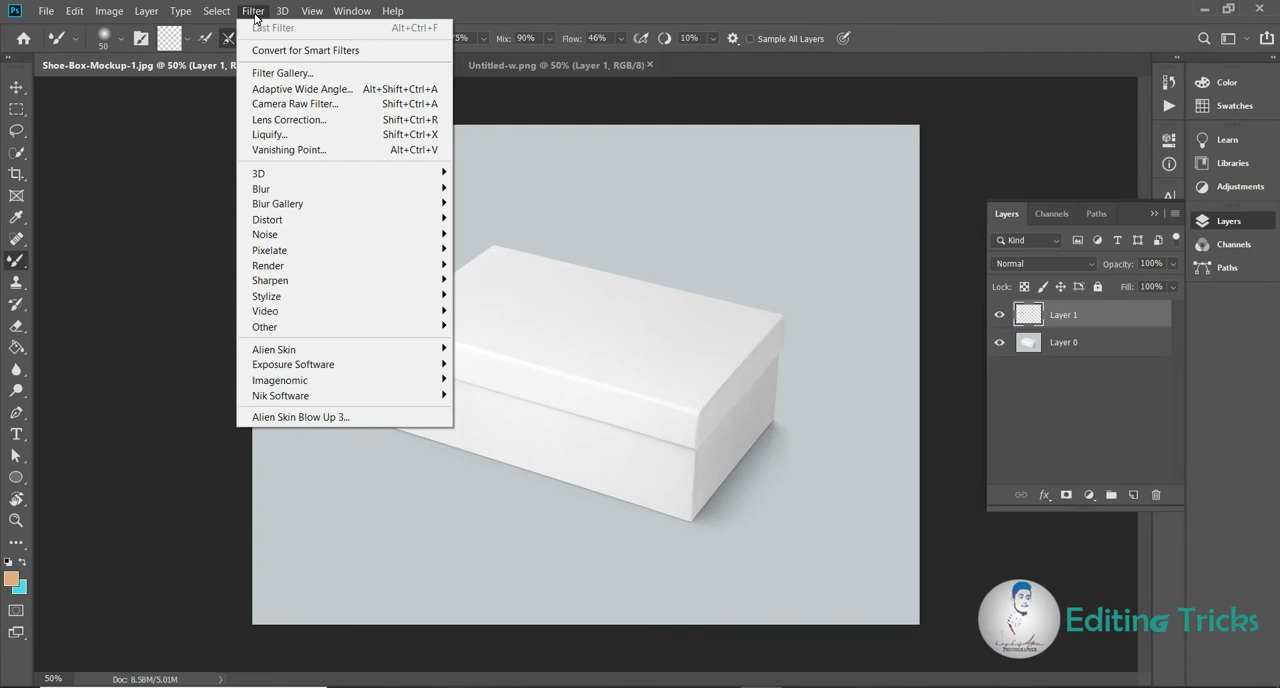 Ps File Edit Image Layer Type Select Filter 3D View Window Help
50 75% Mix: 90% Flow: 46% 10% Sample All Layers
Shoe-Box-Mockup-1.jpg @ 50% (Layer 1, R Untitled-w.png @ 50% (Layer 1, RGB/8)
Last Filter Alt+Ctrl+F
Convert for Smart Filters
Filter Gallery...
Adaptive Wide Angle... Alt+Shift+Ctrl+A
Camera Raw Filter... Shift+Ctrl+A
Lens Correction... Shift+Ctrl+R
Liquify... Shift+Ctrl+X
Vanishing Point... Alt+Ctrl+V
3D
Blur
Blur Gallery
Distort
Noise
Pixelate
Render
Sharpen
Stylize
Video
Other
Alien Skin
Exposure Software
Imagenomic
Nik Software
Alien Skin Blow Up 3...
Color
Swatches
Learn
Libraries
Adjustments
Layers
Channels
Paths
Layers Channels Paths
Kind
Normal Opacity: 100%
Lock: Fill: 100%
Layer 1
Layer 0
Editing Tricks
PHOTOGRAPHER
50% Doc: 8.58M/5.01M